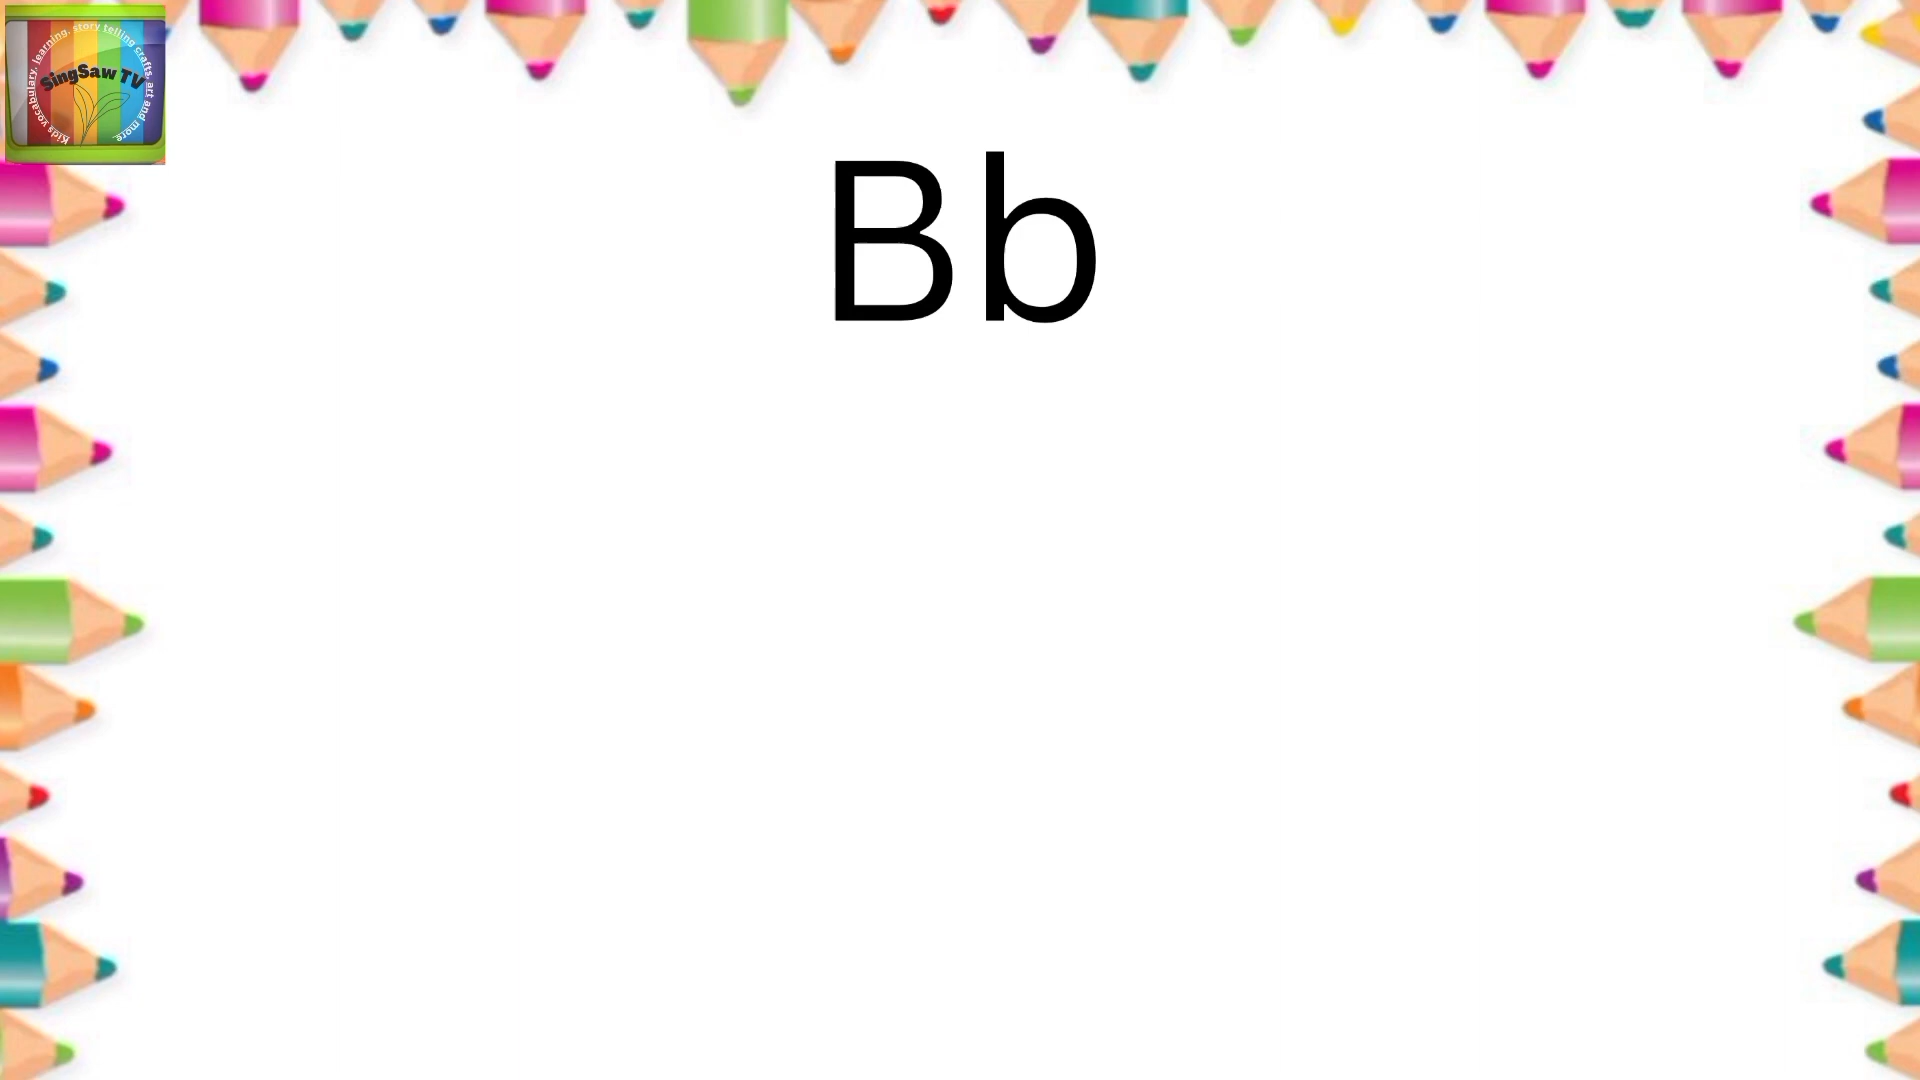 Kids vocabulary, learning, story telling crafts, art and more
SingSaw TV
Bb